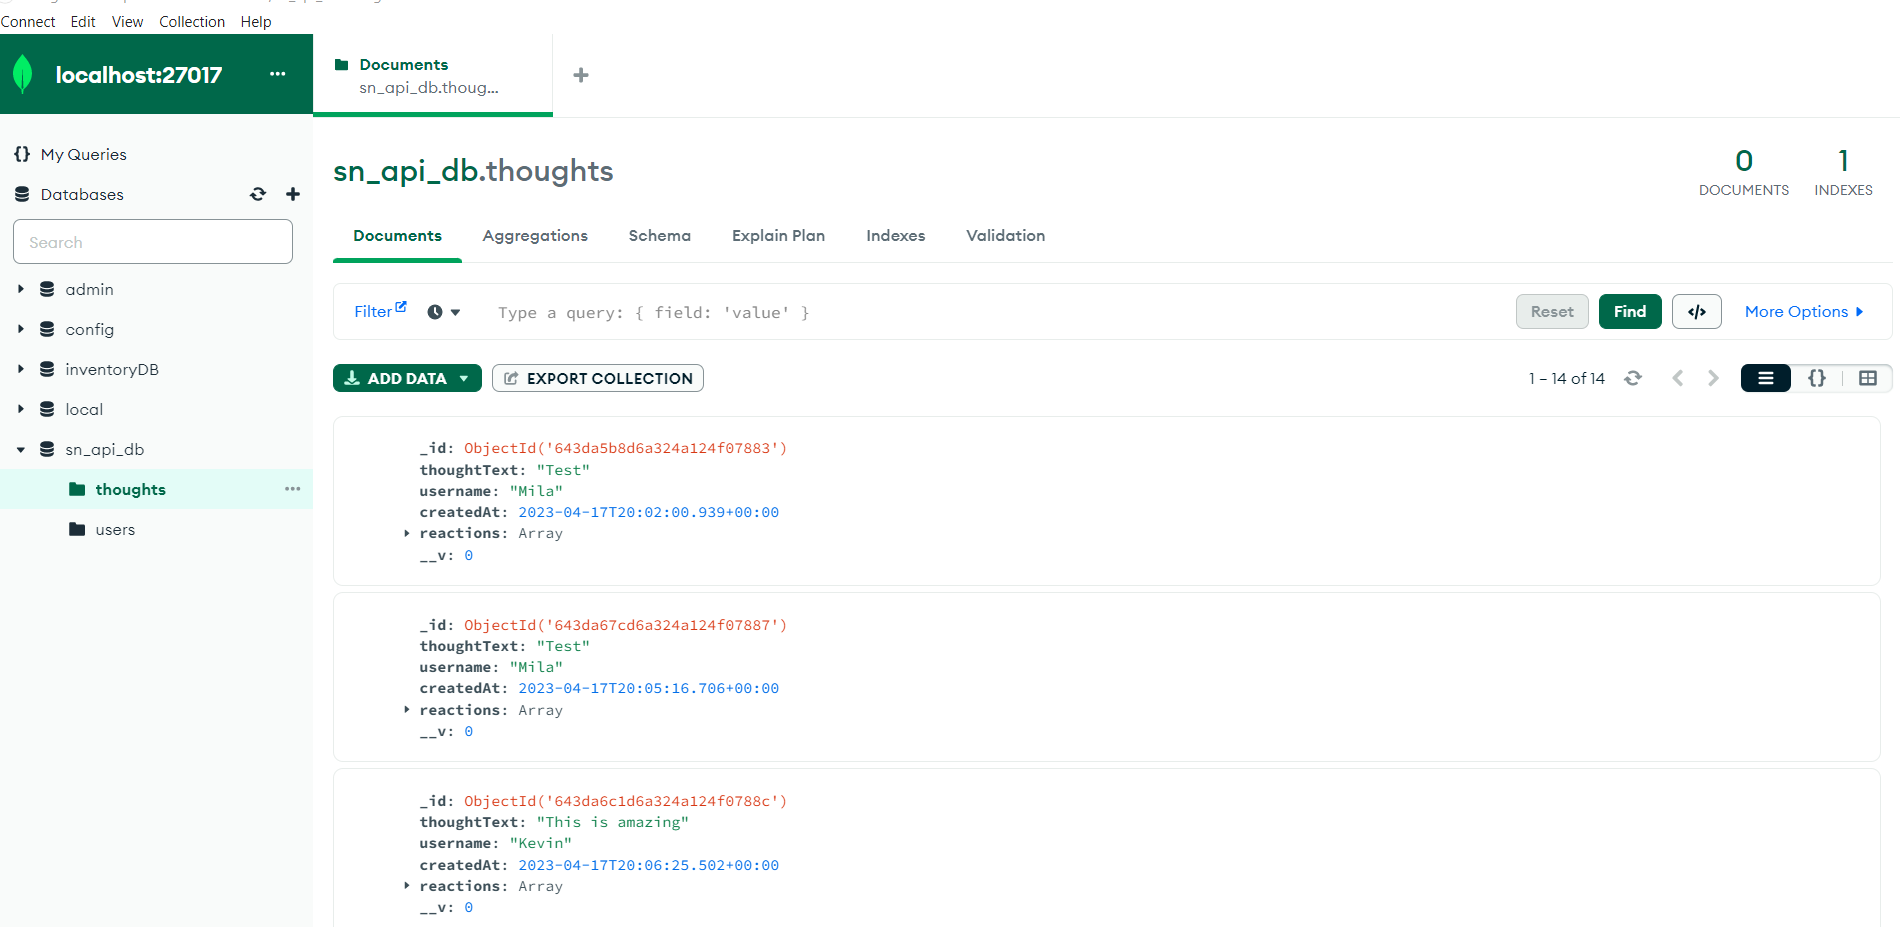 Connect Edit View Collection Help
localhost:27017 ...
Documents
sn_api_db.thoug...
+
{} My Queries
Databases
Search
admin
config
inventoryDB
local
sn_api_db
thoughts ...
users
sn_api_db.thoughts
0
DOCUMENTS
1
INDEXES
Documents Aggregations Schema Explain Plan Indexes Validation
Filter Type a query: { field: 'value' } Reset Find </> More Options
ADD DATA EXPORT COLLECTION 1 – 14 of 14 {}
_id: ObjectId('643da5b8d6a324a124f07883')
thoughtText: "Test"
username: "Mila"
createdAt: 2023-04-17T20:02:00.939+00:00
reactions: Array
__v: 0
_id: ObjectId('643da67cd6a324a124f07887')
thoughtText: "Test"
username: "Mila"
createdAt: 2023-04-17T20:05:16.706+00:00
reactions: Array
__v: 0
_id: ObjectId('643da6c1d6a324a124f0788c')
thoughtText: "This is amazing"
username: "Kevin"
createdAt: 2023-04-17T20:06:25.502+00:00
reactions: Array
__v: 0